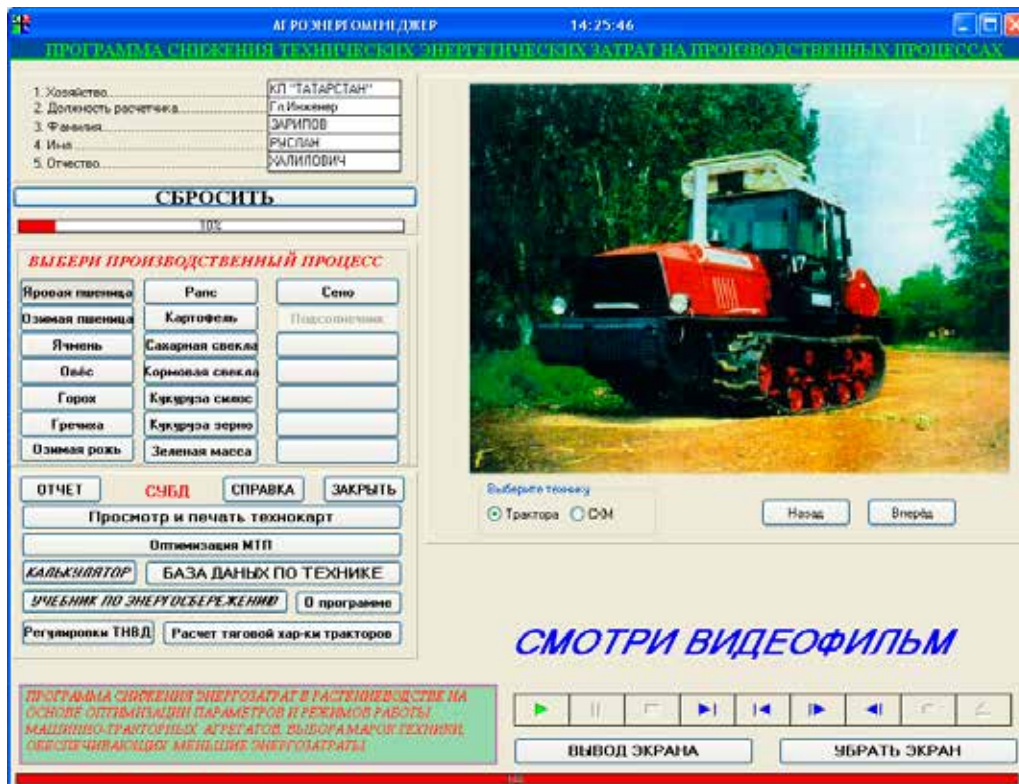 АГРОЭНЕРГОМЕНЕДЖЕР 14:25:46
ПРОГРАММА СНИЖЕНИЯ ТЕХНИЧЕСКИХ ЭНЕРГЕТИЧЕСКИХ ЗАТРАТ НА ПРОИЗВОДСТВЕННЫХ ПРОЦЕССАХ
1. Хозяйство КП "ТАТАРСТАН"
2. Должность расчетчика Гл.Инженер
3. Фамилия ЗАРИПОВ
4. Имя РУСЛАН
5. Отчество ХАЛИЛОВИЧ
СБРОСИТЬ
10%
ВЫБЕРИ ПРОИЗВОДСТВЕННЫЙ ПРОЦЕСС
Яровая пшеница Рапс Сено
Озимая пшеница Картофель Подсолнечник
Ячмень Сахарная свекла
Овёс Кормовая свекла
Горох Кукуруза силос
Гречиха Кукуруза зерно
Озимая рожь Зеленая масса
ОТЧЕТ СУБД СПРАВКА ЗАКРЫТЬ
Просмотр и печать технокарт
Оптимизация МТП
КАЛЬКУЛЯТОР БАЗА ДАНЫХ ПО ТЕХНИКЕ
УЧЕБНИК ПО ЭНЕРГОСБЕРЕЖЕНИЮ О программе
Регулировки ТНВД Расчет тяговой хар-ки тракторов
ПРОГРАММА СНИЖЕНИЯ ЭНЕРГОЗАТРАТ В РАСТЕНИЕВОДСТВЕ НА
ОСНОВЕ ОПТИМИЗАЦИИ ПАРАМЕТРОВ И РЕЖИМОВ РАБОТЫ
МАШИННО-ТРАКТОРНЫХ АГРЕГАТОВ, ВЫБОРА МАРОК ТЕХНИКИ,
ОБЕСПЕЧИВАЮЩИХ МЕНЬШИЕ ЭНЕРГОЗАТРАТЫ
Выберите технику
Трактора СХМ
Назад Вперёд
СМОТРИ ВИДЕОФИЛЬМ
ВЫВОД ЭКРАНА УБРАТЬ ЭКРАН